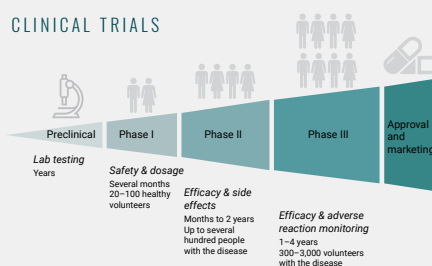 CLINICAL TRIALS
Preclinical
Phase I
Phase II
Phase III
Approval
and
marketing
Lab testing
Years
Safety & dosage
Several months
20–100 healthy
volunteers
Efficacy & side
effects
Months to 2 years
Up to several
hundred people
with the disease
Efficacy & adverse
reaction monitoring
1–4 years
300–3,000 volunteers
with the disease